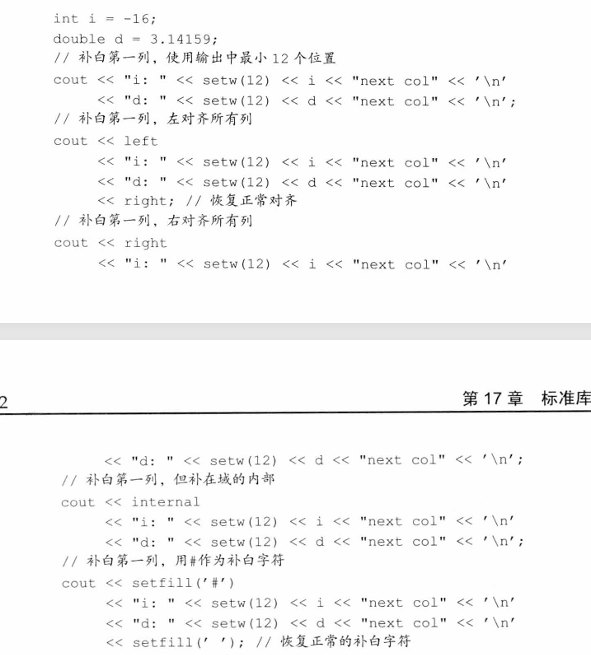 int i = -16;
double d = 3.14159;
// 补白第一列，使用输出中最小 12 个位置
cout << "i: " << setw(12) << i << "next col" << '\n'
<< "d: " << setw(12) << d << "next col" << '\n';
// 补白第一列，左对齐所有列
cout << left
<< "i: " << setw(12) << i << "next col" << '\n'
<< "d: " << setw(12) << d << "next col" << '\n'
<< right; // 恢复正常对齐
// 补白第一列，右对齐所有列
cout << right
<< "i: " << setw(12) << i << "next col" << '\n'
2
第 17 章 标准库
<< "d: " << setw(12) << d << "next col" << '\n';
// 补白第一列，但补在域的内部
cout << internal
<< "i: " << setw(12) << i << "next col" << '\n'
<< "d: " << setw(12) << d << "next col" << '\n';
// 补白第一列，用#作为补白字符
cout << setfill('#')
<< "i: " << setw(12) << i << "next col" << '\n'
<< "d: " << setw(12) << d << "next col" << '\n'
<< setfill(' '); // 恢复正常的补白字符